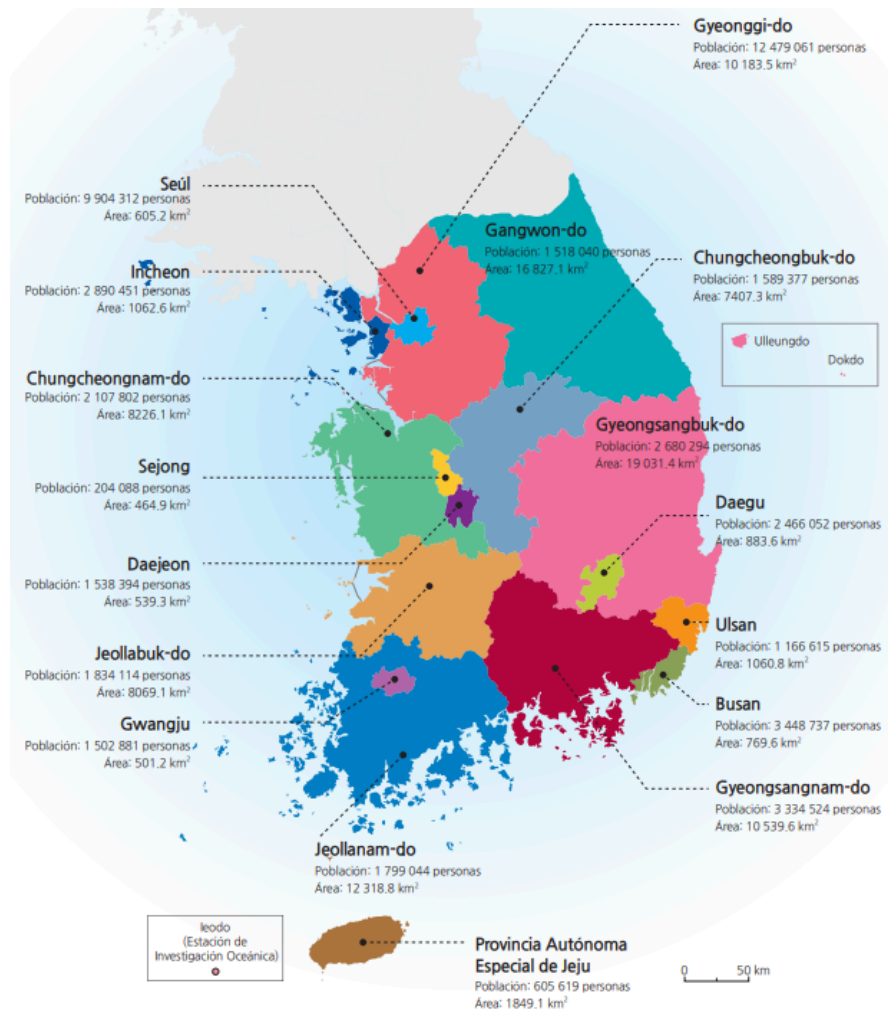 Gyeonggi-do
Población: 12 479 061 personas
Área: 10 183.5 km²
Seúl
Población: 9 904 312 personas
Área: 605.2 km²
Gangwon-do
Población: 1 518 040 personas
Área: 16 827.1 km²
Chungcheongbuk-do
Población: 1 589 377 personas
Área: 7407.3 km²
Incheon
Población: 2 890 451 personas
Área: 1062.6 km²
Ulleungdo
Dokdo
Chungcheongnam-do
Población: 2 107 802 personas
Área: 8226.1 km²
Gyeongsangbuk-do
Población: 2 680 294 personas
Área: 19 031.4 km²
Sejong
Población: 204 088 personas
Área: 464.9 km²
Daegu
Población: 2 466 052 personas
Área: 883.6 km²
Daejeon
Población: 1 538 394 personas
Área: 539.3 km²
Ulsan
Población: 1 166 615 personas
Área: 1060.8 km²
Jeollabuk-do
Población: 1 834 114 personas
Área: 8069.1 km²
Busan
Población: 3 448 737 personas
Área: 769.6 km²
Gwangju
Población: 1 502 881 personas
Área: 501.2 km²
Gyeongsangnam-do
Población: 3 334 524 personas
Área: 10 539.6 km²
Jeollanam-do
Población: 1 799 044 personas
Área: 12 318.8 km²
Ieodo
(Estación de
Investigación Oceánica)
Provincia Autónoma
Especial de Jeju
Población: 605 619 personas
Área: 1849.1 km²
0 50 km